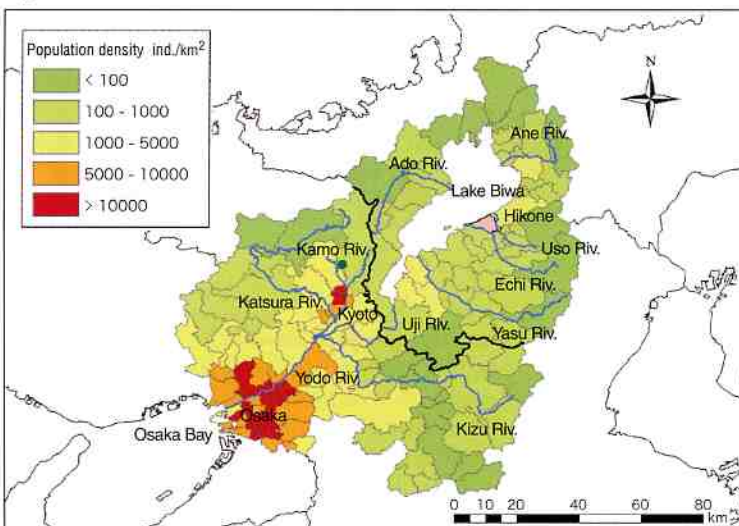 Population density ind./km²
< 100
100 - 1000
1000 - 5000
5000 - 10000
> 10000
N
Ane Riv.
Ado Riv.
Lake Biwa
Hikone
Kamo Riv.
Uso Riv.
Echi Riv.
Katsura Riv.
Kyoto
Uji Riv.
Yasu Riv.
Yodo Riv.
Osaka
Osaka Bay
Kizu Riv.
0 10 20 40 60 80
km